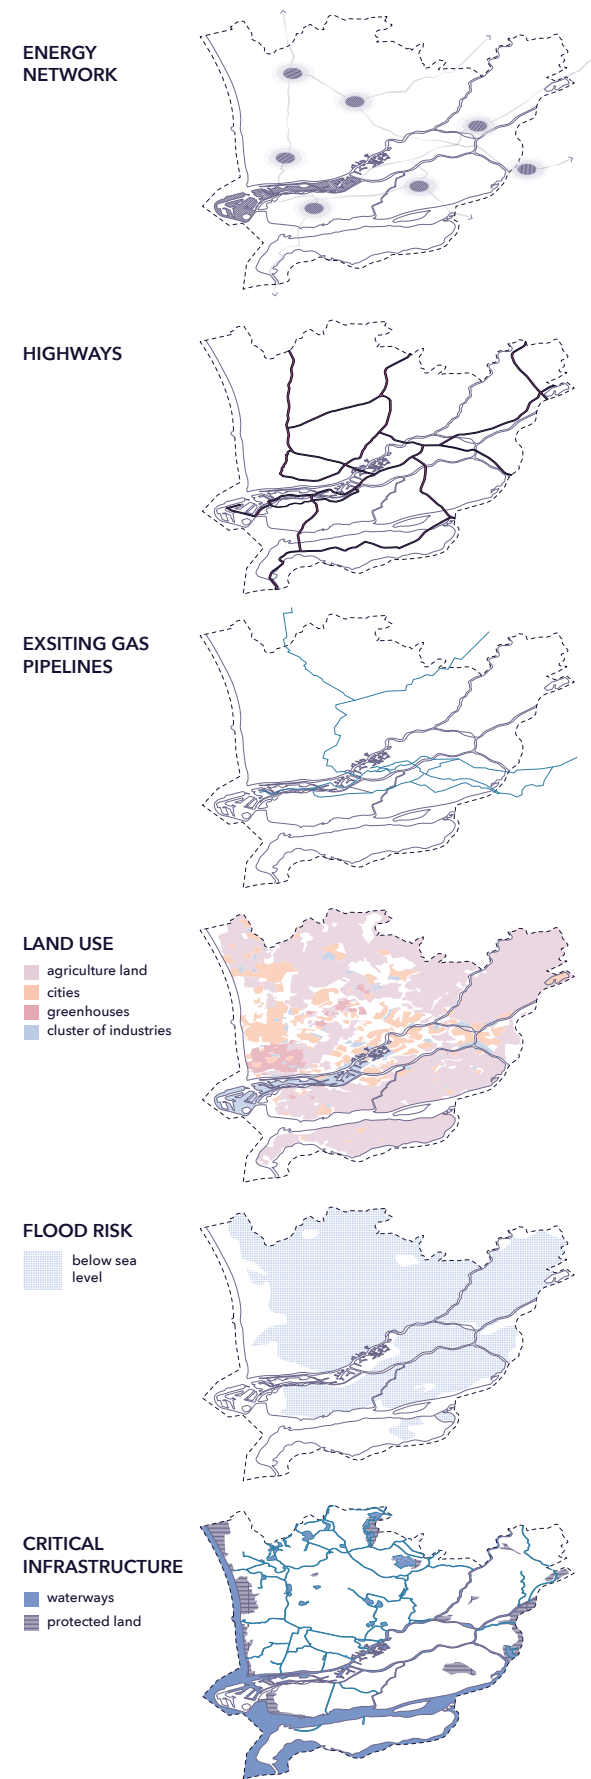 ENERGY
NETWORK
HIGHWAYS
EXSITING GAS
PIPELINES
LAND USE
agriculture land
cities
greenhouses
cluster of industries
FLOOD RISK
below sea
level
CRITICAL
INFRASTRUCTURE
waterways
protected land